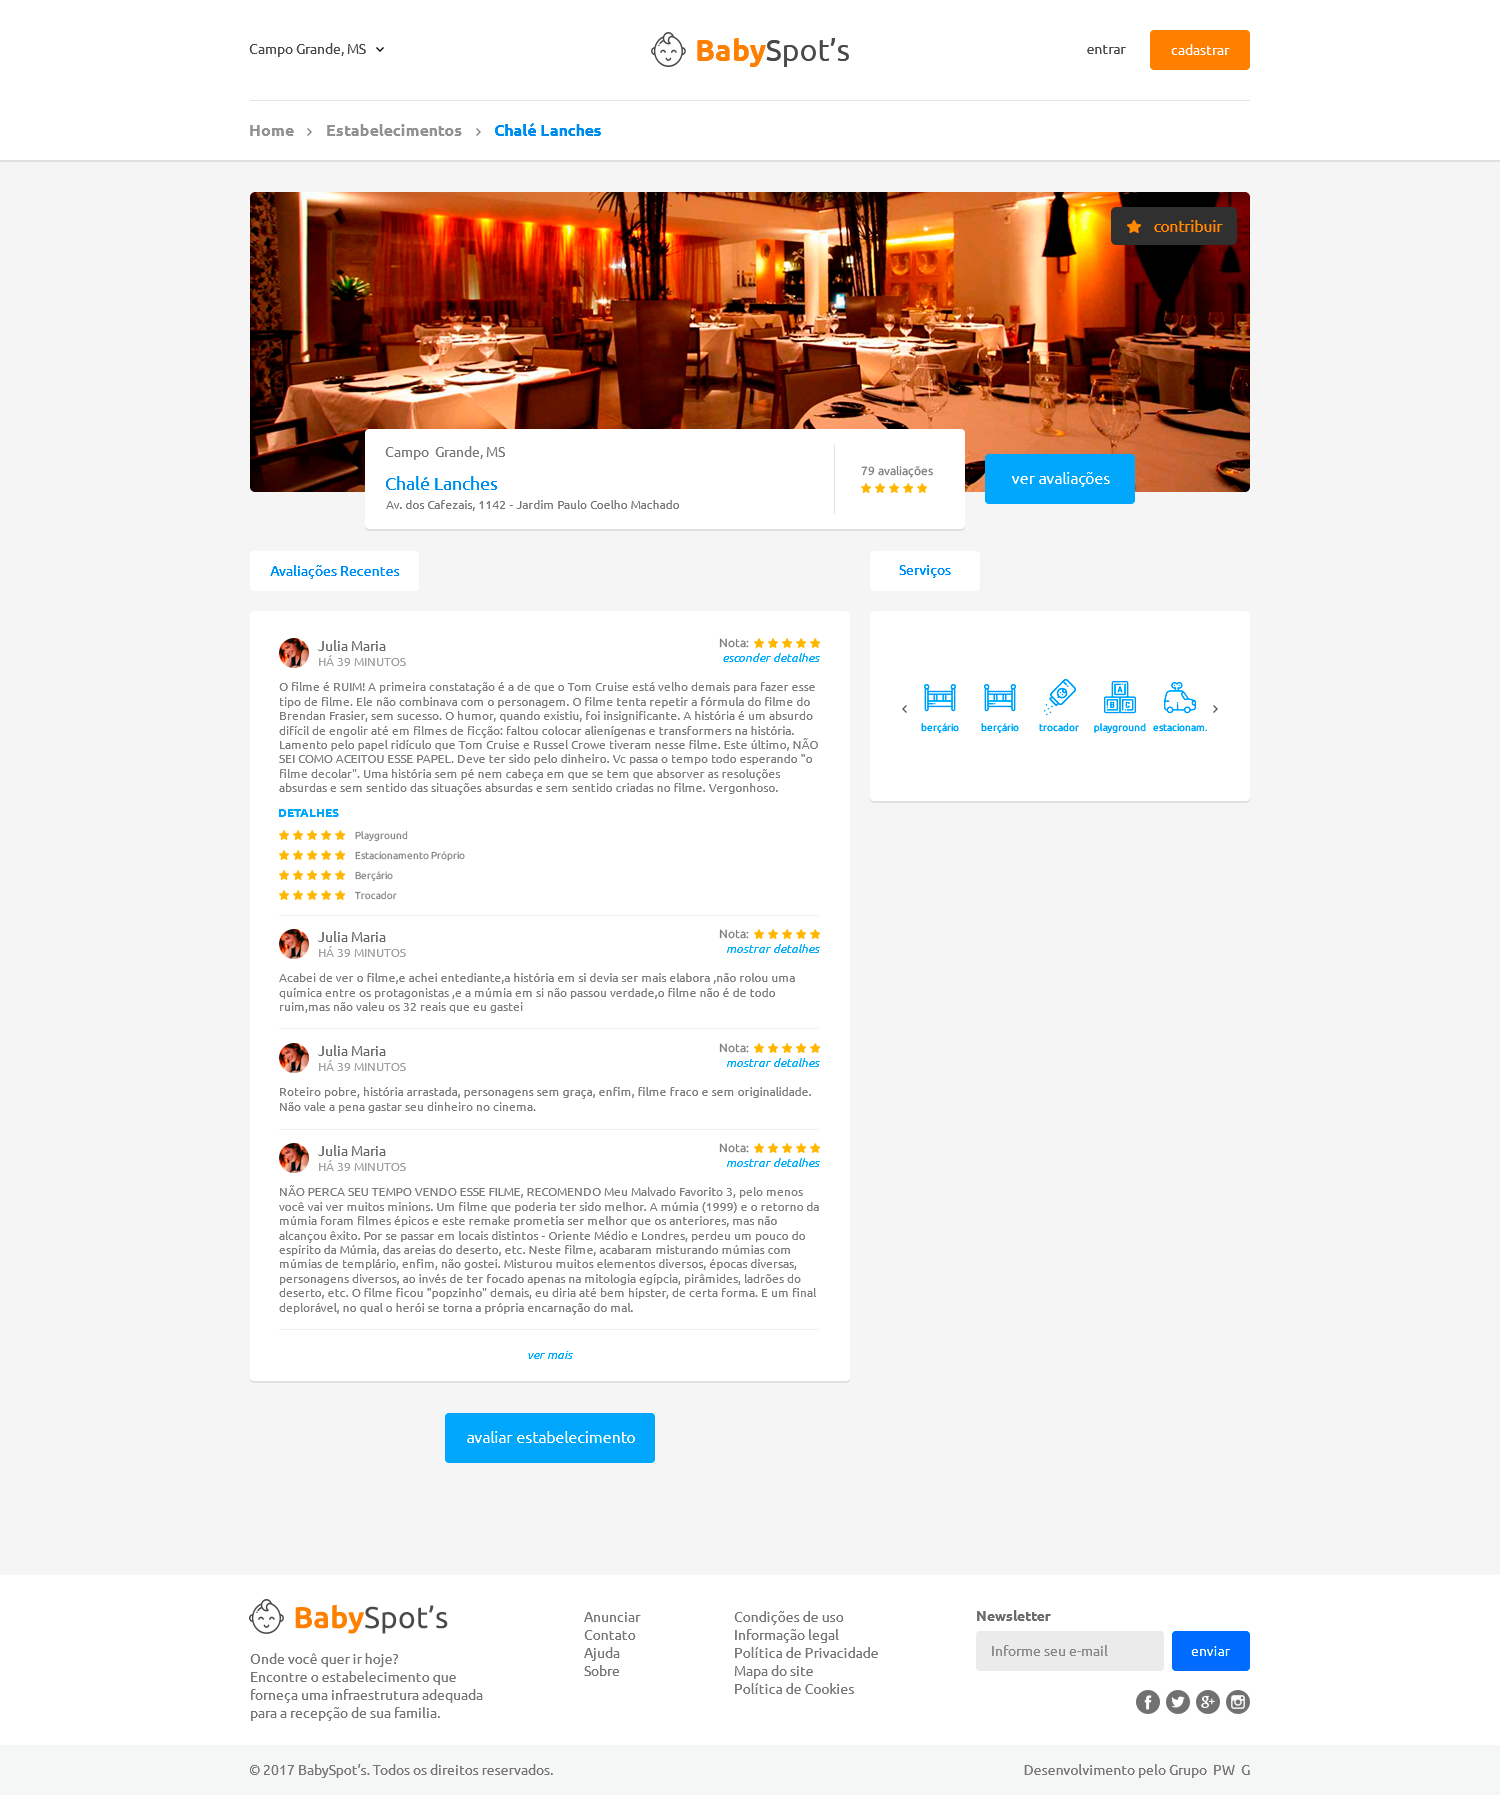 Campo Grande, MS
BabySpot's
entrar
cadastrar
Home > Estabelecimentos > Chalé Lanches
contribuir
Campo Grande, MS
Chalé Lanches
Av. dos Cafezais, 1142 - Jardim Paulo Coelho Machado
79 avaliações
ver avaliações
Avaliações Recentes
Julia Maria
HÁ 39 MINUTOS
Nota:
esconder detalhes
O filme é RUIM! A primeira constatação é a de que o Tom Cruise está velho demais para fazer esse
tipo de filme. Ele não combinava com o personagem. O filme tenta repetir a fórmula do filme do
Brendan Frasier, sem sucesso. O humor, quando existiu, foi insignificante. A história é um absurdo
difícil de engolir até em filmes de ficção: faltou colocar alienígenas e transformers na história.
Lamento pelo papel ridículo que Tom Cruise e Russel Crowe tiveram nesse filme. Este último, NÃO
SEI COMO ACEITOU ESSE PAPEL. Deve ter sido pelo dinheiro. Vc passa o tempo todo esperando "o
filme decolar". Uma história sem pé nem cabeça em que se tem que absorver as resoluções
absurdas e sem sentido das situações absurdas e sem sentido criadas no filme. Vergonhoso.
DETALHES
Playground
Estacionamento Próprio
Berçário
Trocador
Julia Maria
HÁ 39 MINUTOS
Nota:
mostrar detalhes
Acabei de ver o filme,e achei entediante,a história em si devia ser mais elabora ,não rolou uma
química entre os protagonistas ,e a múmia em si não passou verdade,o filme não é de todo
ruim,mas não valeu os 32 reais que eu gastei
Julia Maria
HÁ 39 MINUTOS
Nota:
mostrar detalhes
Roteiro pobre, história arrastada, personagens sem graça, enfim, filme fraco e sem originalidade.
Não vale a pena gastar seu dinheiro no cinema.
Julia Maria
HÁ 39 MINUTOS
Nota:
mostrar detalhes
NÃO PERCA SEU TEMPO VENDO ESSE FILME, RECOMENDO Meu Malvado Favorito 3, pelo menos
você vai ver muitos minions. Um filme que poderia ter sido melhor. A múmia (1999) e o retorno da
múmia foram filmes épicos e este remake prometia ser melhor que os anteriores, mas não
alcançou êxito. Por se passar em locais distintos - Oriente Médio e Londres, perdeu um pouco do
espírito da Múmia, das areias do deserto, etc. Neste filme, acabaram misturando múmias com
múmias de templário, enfim, não gostei. Misturou muitos elementos diversos, épocas diversas,
personagens diversos, ao invés de ter focado apenas na mitologia egípcia, pirâmides, ladrões do
deserto, etc. O filme ficou "popzinho" demais, eu diria até bem hipster, de certa forma. E um final
deplorável, no qual o herói se torna a própria encarnação do mal.
ver mais
avaliar estabelecimento
Serviços
A
B C
berçário
berçário
trocador
playground
estacionam.
BabySpot's
Onde você quer ir hoje?
Encontre o estabelecimento que
forneça uma infraestrutura adequada
para a recepção de sua familia.
Anunciar
Contato
Ajuda
Sobre
Condições de uso
Informação legal
Política de Privacidade
Mapa do site
Política de Cookies
Newsletter
Informe seu e-mail
enviar
© 2017 BabySpot's. Todos os direitos reservados.
Desenvolvimento pelo Grupo PW G